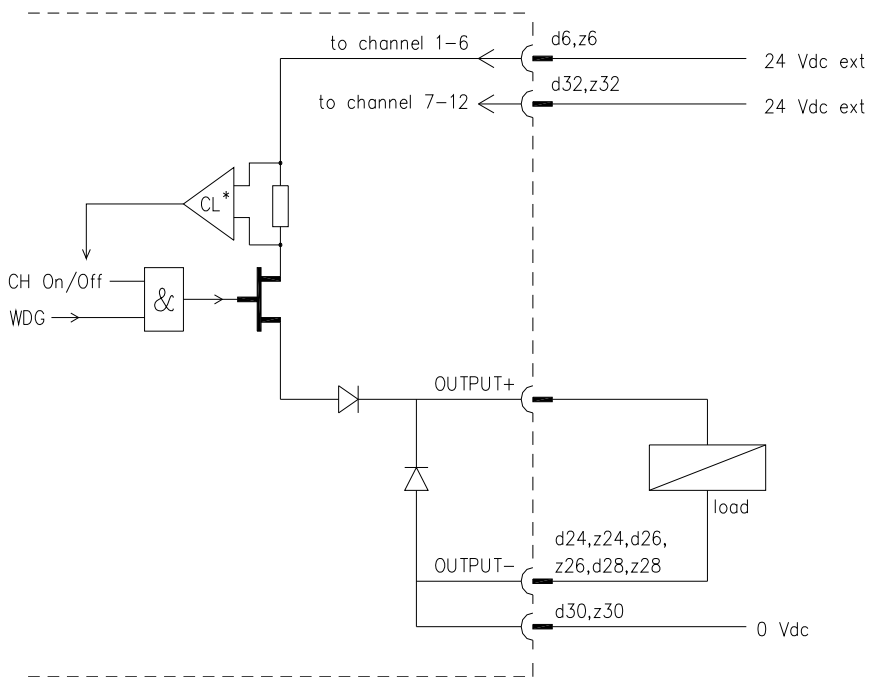 to channel 1-6
d6,z6
24 Vdc ext
to channel 7-12
d32,z32
24 Vdc ext
CL*
CH On/Off
&
WDG
OUTPUT+
load
d24,z24,d26,
OUTPUT-
z26,d28,z28
d30,z30
0 Vdc